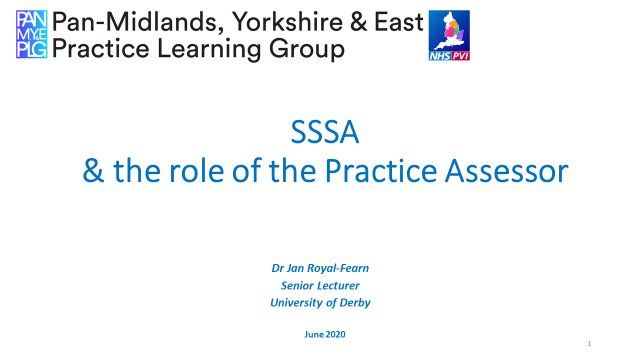 PAN
MYE
PLG
Pan-Midlands, Yorkshire & East
Practice Learning Group
NHS PVI
SSSA
& the role of the Practice Assessor
Dr Jan Royal-Fearn
Senior Lecturer
University of Derby
June 2020
1